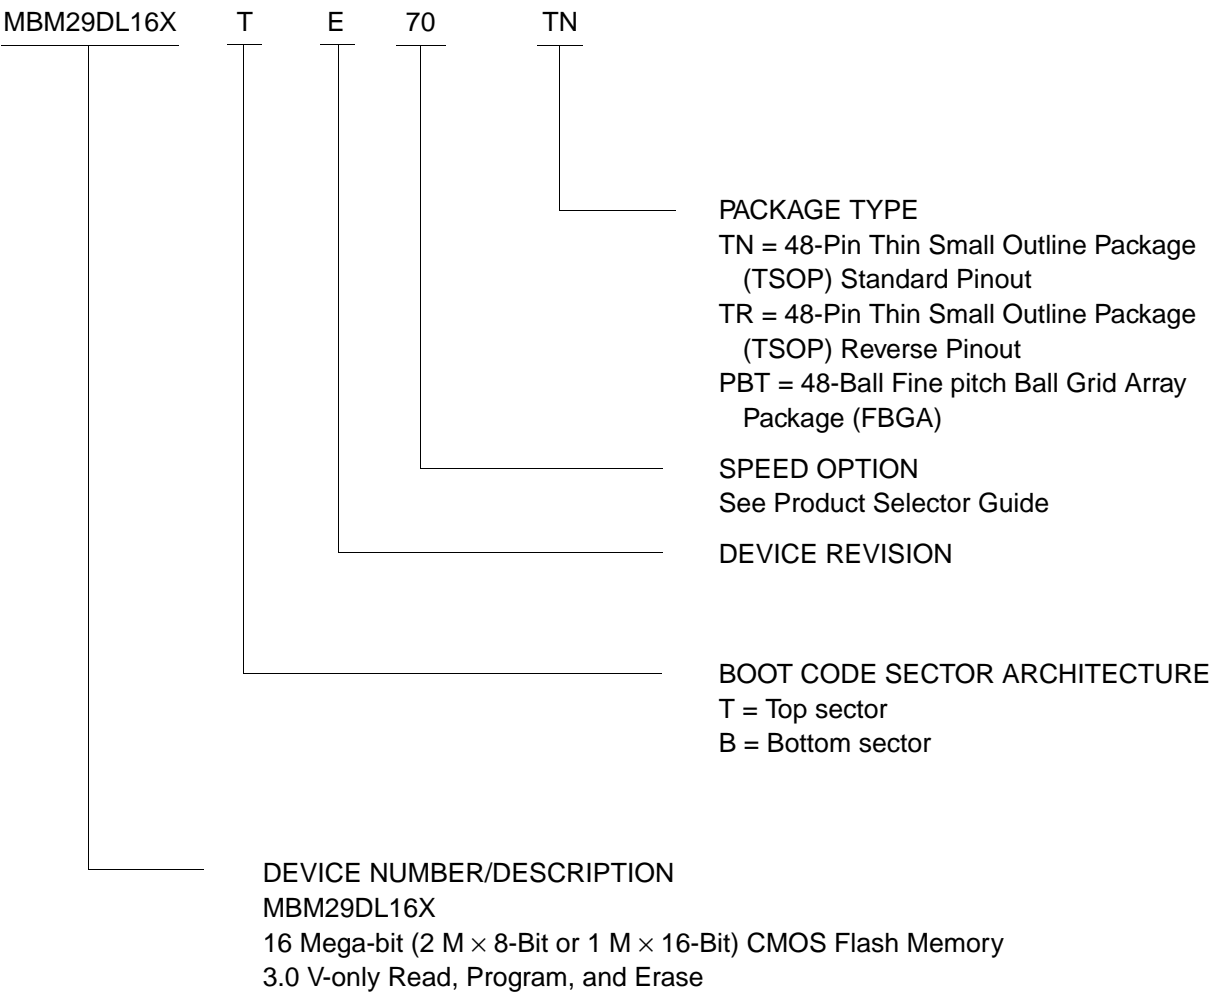 MBM29DL16X T E 70 TN
PACKAGE TYPE
TN = 48-Pin Thin Small Outline Package
(TSOP) Standard Pinout
TR = 48-Pin Thin Small Outline Package
(TSOP) Reverse Pinout
PBT = 48-Ball Fine pitch Ball Grid Array
Package (FBGA)
SPEED OPTION
See Product Selector Guide
DEVICE REVISION
BOOT CODE SECTOR ARCHITECTURE
T = Top sector
B = Bottom sector
DEVICE NUMBER/DESCRIPTION
MBM29DL16X
16 Mega-bit (2 M × 8-Bit or 1 M × 16-Bit) CMOS Flash Memory
3.0 V-only Read, Program, and Erase